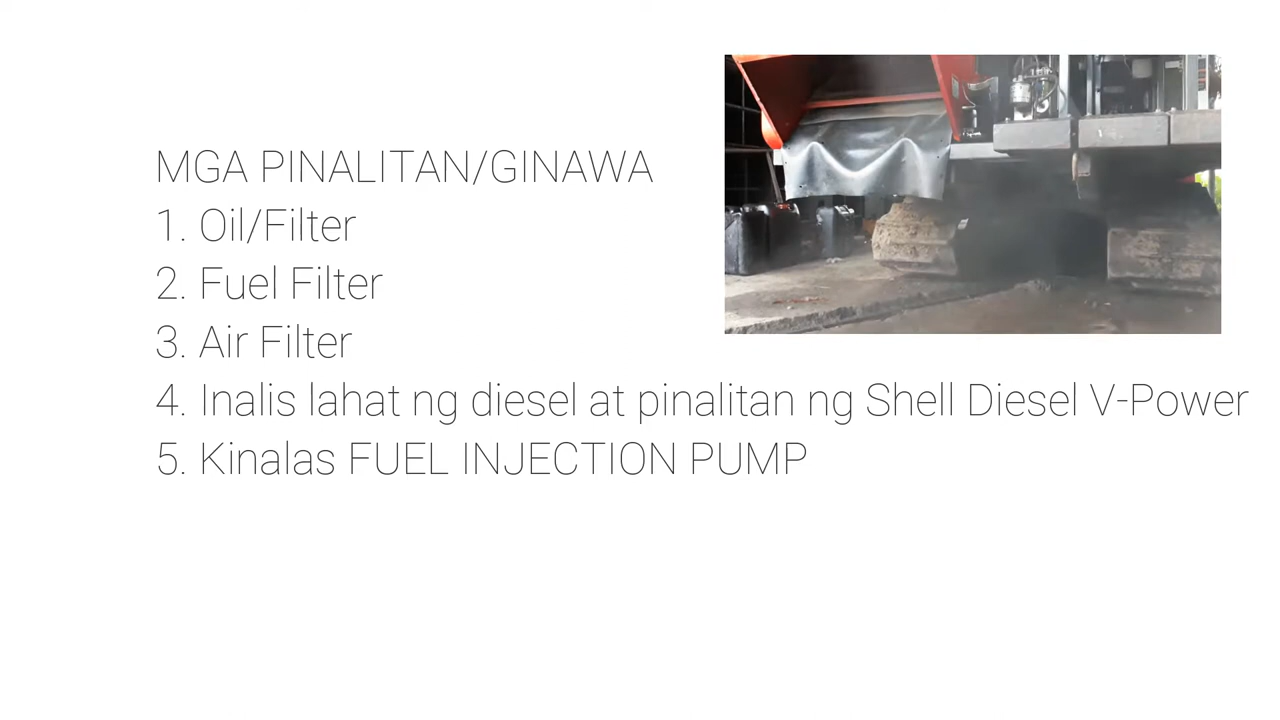 MGA PINALITAN/GINAWA
1. Oil/Filter
2. Fuel Filter
3. Air Filter
4. Inalis lahat ng diesel at pinalitan ng Shell Diesel V-Power
5. Kinalas FUEL INJECTION PUMP